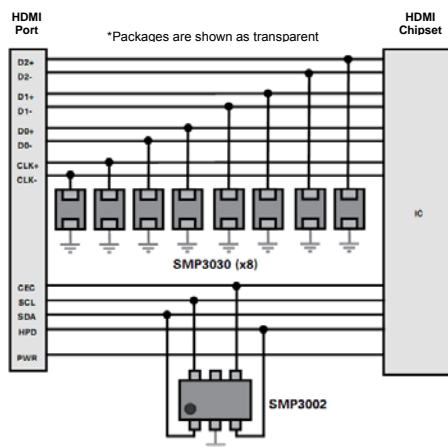 HDMI
Port
HDMI
Chipset
*Packages are shown as transparent
D2+
D2-
D1+
D1-
D0+
D0-
CLK+
CLK-
IC
SMP3030 (x8)
CEC
SCL
SDA
HPD
PWR
SMP3002